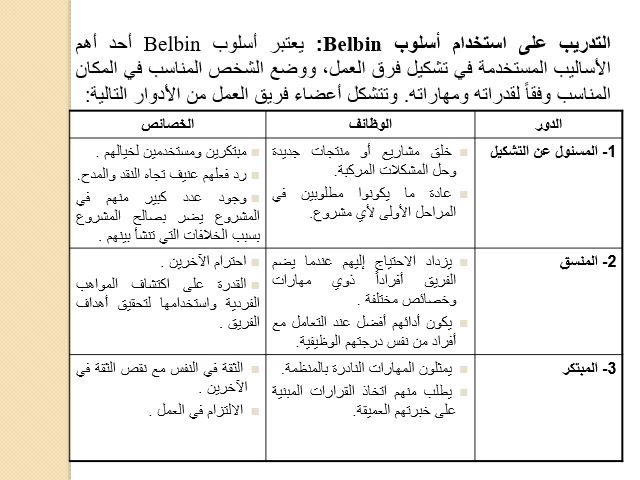 التدريب على استخدام أسلوب Belbin: يعتبر أسلوب Belbin أحد أهم
الأساليب المستخدمة في تشكيل فرق العمل، ووضع الشخص المناسب في المكان
المناسب وفقاً لقدراته ومهاراته. وتتشكل أعضاء فريق العمل من الأدوار التالية:
الدور
الوظائف
الخصائص
1- المسئول عن التشكيل
خلق مشاريع أو منتجات جديدة
وحل المشكلات المركبة.
عادة ما يكونوا مطلوبين في
المراحل الأولى لأي مشروع.
مبتكرين ومستخدمين لخيالهم .
رد فعلهم عنيف تجاه النقد والمدح.
وجود عدد كبير منهم في
المشروع يضر بصالح المشروع
بسبب الخلافات التي تنشأ بينهم .
2- المنسق
يزداد الاحتياج إليهم عندما يضم
الفريق أفراداً ذوي مهارات
وخصائص مختلفة .
يكون أدائهم أفضل عند التعامل مع
أفراد من نفس درجتهم الوظيفية.
احترام الآخرين .
القدرة على اكتشاف المواهب
الفردية واستخدامها لتحقيق أهداف
الفريق .
3- المبتكر
يمثلون المهارات النادرة بالمنظمة.
يطلب منهم اتخاذ القرارات المبنية
على خبرتهم العميقة.
الثقة في النفس مع نقص الثقة في
الآخرين .
الالتزام في العمل .